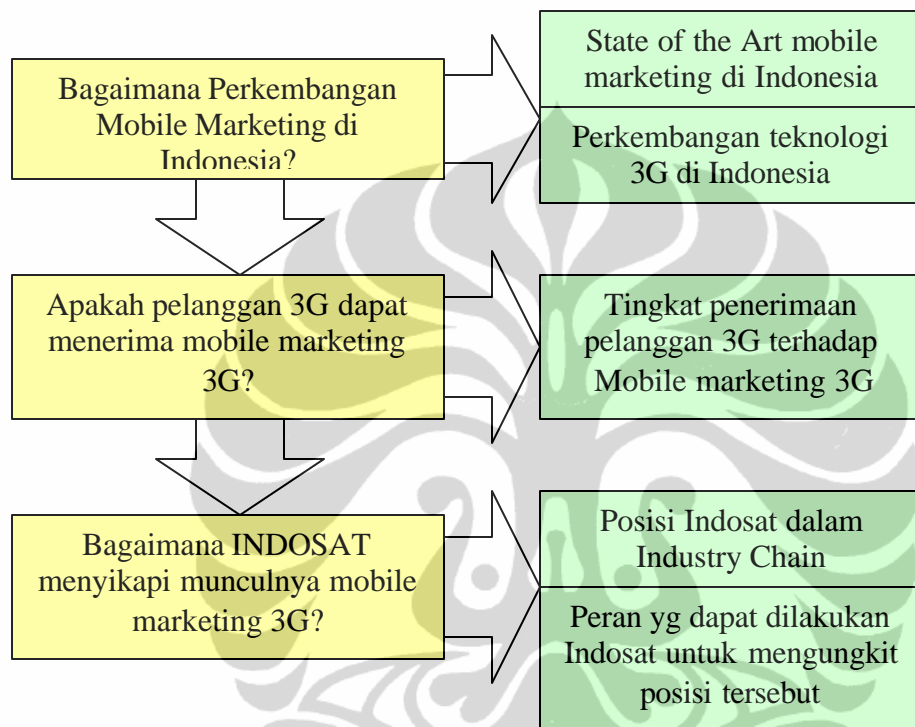 Bagaimana Perkembangan
Mobile Marketing di
Indonesia?
State of the Art mobile
marketing di Indonesia
Perkembangan teknologi
3G di Indonesia
Apakah pelanggan 3G dapat
menerima mobile marketing
3G?
Tingkat penerimaan
pelanggan 3G terhadap
Mobile marketing 3G
Bagaimana INDOSAT
menyikapi munculnya mobile
marketing 3G?
Posisi Indosat dalam
Industry Chain
Peran yg dapat dilakukan
Indosat untuk mengungkit
posisi tersebut